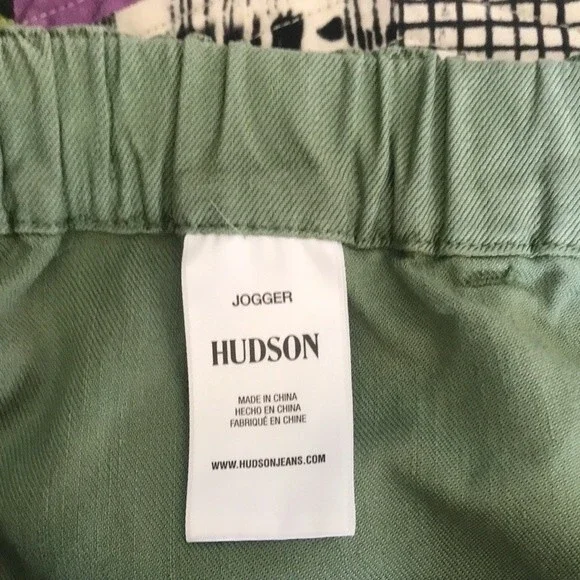 JOGGER
HUDSON
MADE IN CHINA
HECHO EN CHINA
FABRIQUÉ EN CHINE
WWW.HUDSONJEANS.COM